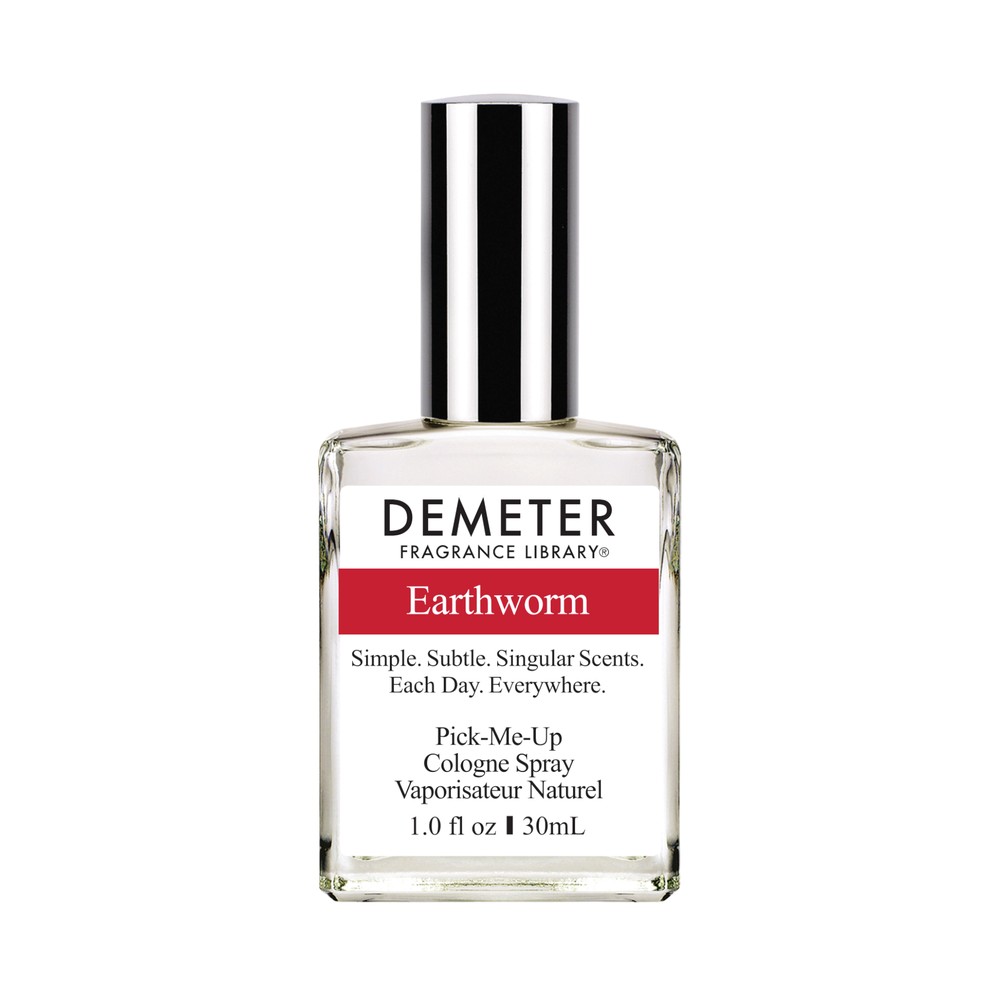 DEMETER
FRAGRANCE LIBRARY®
Earthworm
Simple. Subtle. Singular Scents.
Each Day. Everywhere.
Pick-Me-Up
Cologne Spray
Vaporisateur Naturel
1.0 fl oz ❙ 30mL